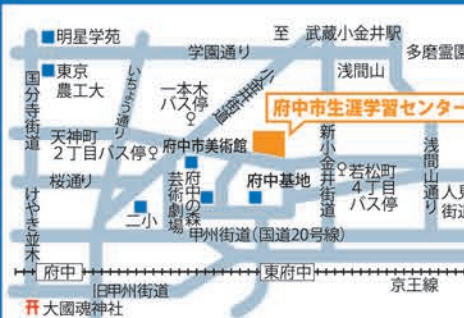 明星学苑
至 武蔵小金井駅
学園通り
多磨霊園
東京
農工大
浅間山
国分寺街道
いちょう通り
一本木
バス停
小金井街道
府中市生涯学習センター
天神町
2丁目バス停
府中市美術館
新小金井街道
若松町
4丁目
バス停
浅間山通り
桜通り
府中の森
芸術劇場
府中基地
人見
街道
けやき並木
二小
甲州街道(国道20号線)
府中
東府中
京王線
旧甲州街道
大國魂神社